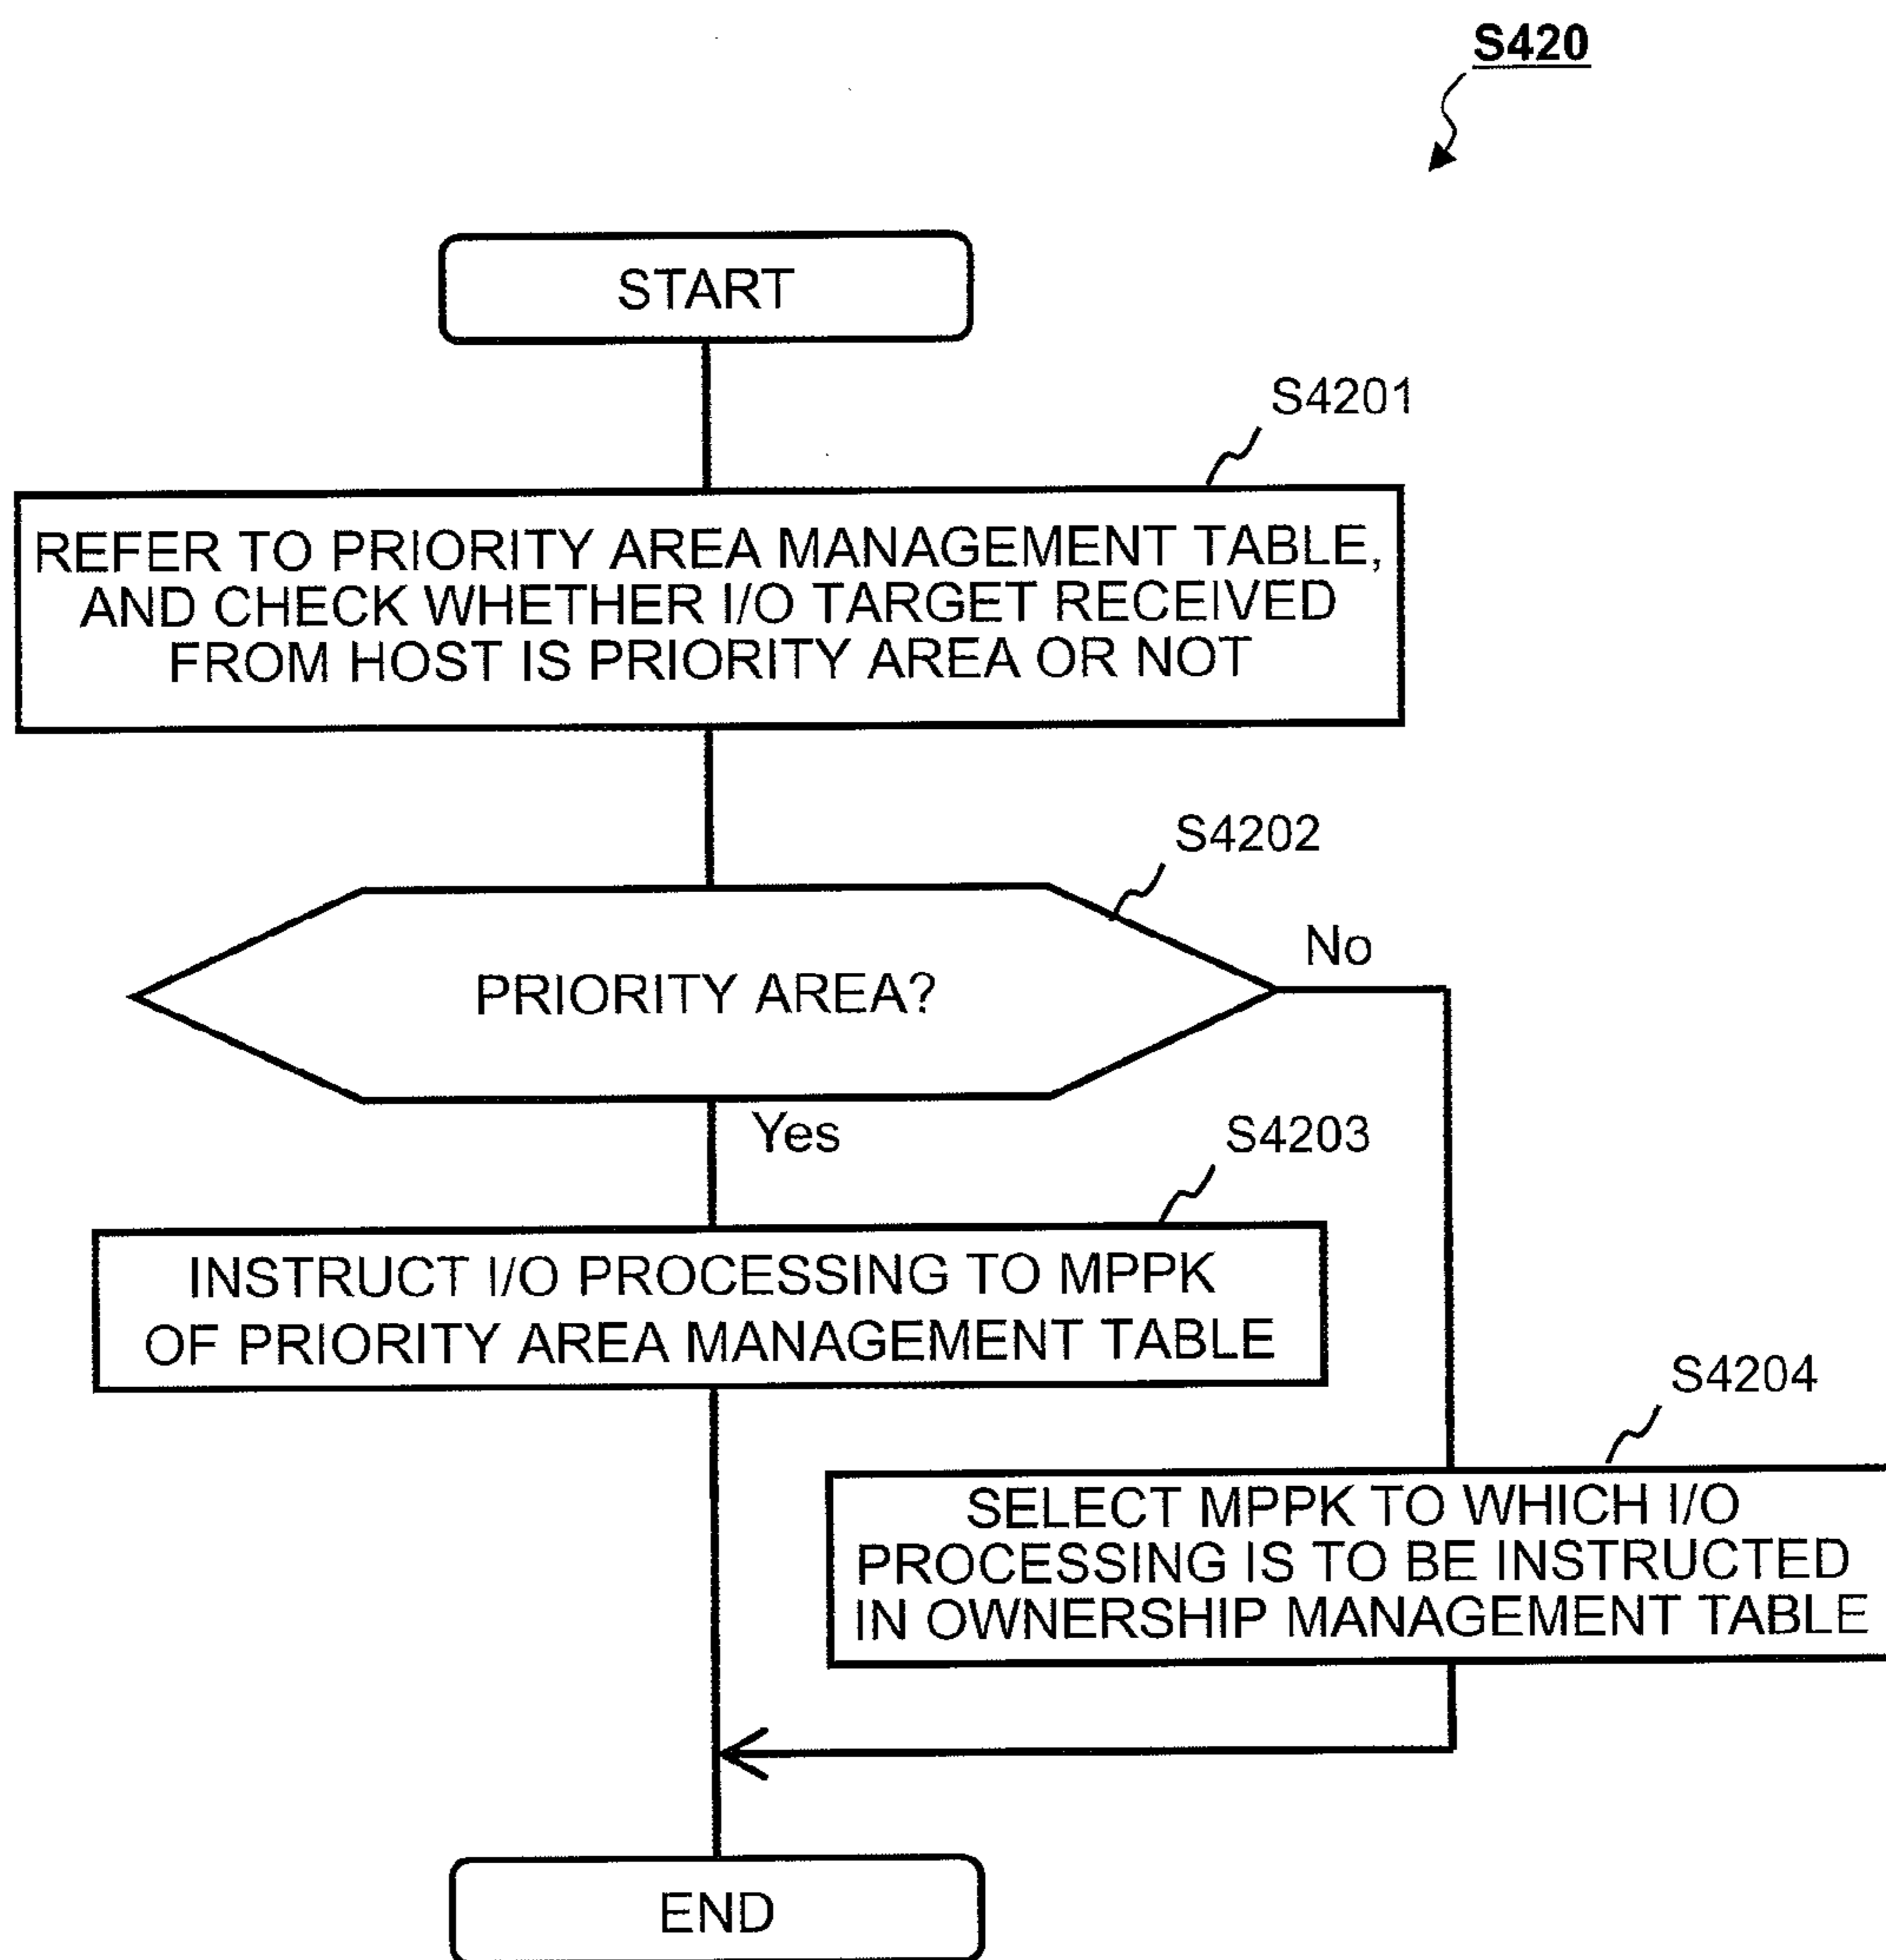 S420
START
S4201
REFER TO PRIORITY AREA MANAGEMENT TABLE,
AND CHECK WHETHER I/O TARGET RECEIVED
FROM HOST IS PRIORITY AREA OR NOT
S4202
PRIORITY AREA?
No
Yes
S4203
INSTRUCT I/O PROCESSING TO MPPK
OF PRIORITY AREA MANAGEMENT TABLE
S4204
SELECT MPPK TO WHICH I/O
PROCESSING IS TO BE INSTRUCTED
IN OWNERSHIP MANAGEMENT TABLE
END